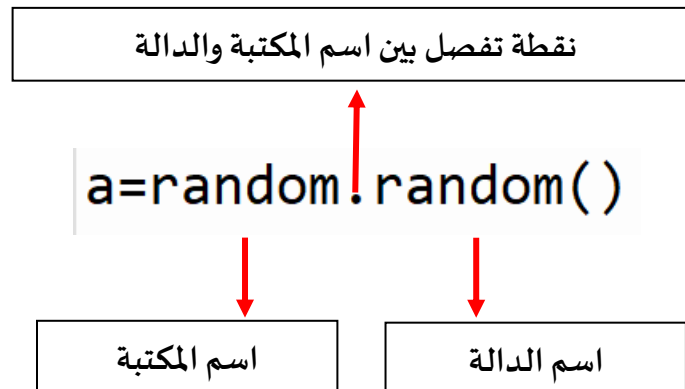 نقطة تفصل بين اسم المكتبة والدالة
a=random.random()
اسم المكتبة
اسم الدالة